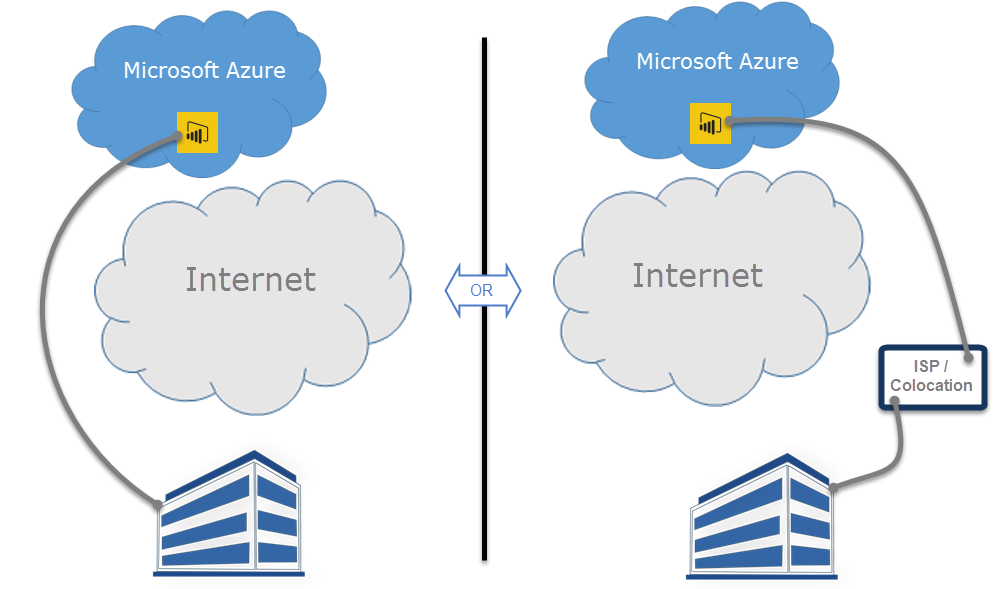 Microsoft Azure
Internet
OR
Microsoft Azure
Internet
ISP /
Colocation